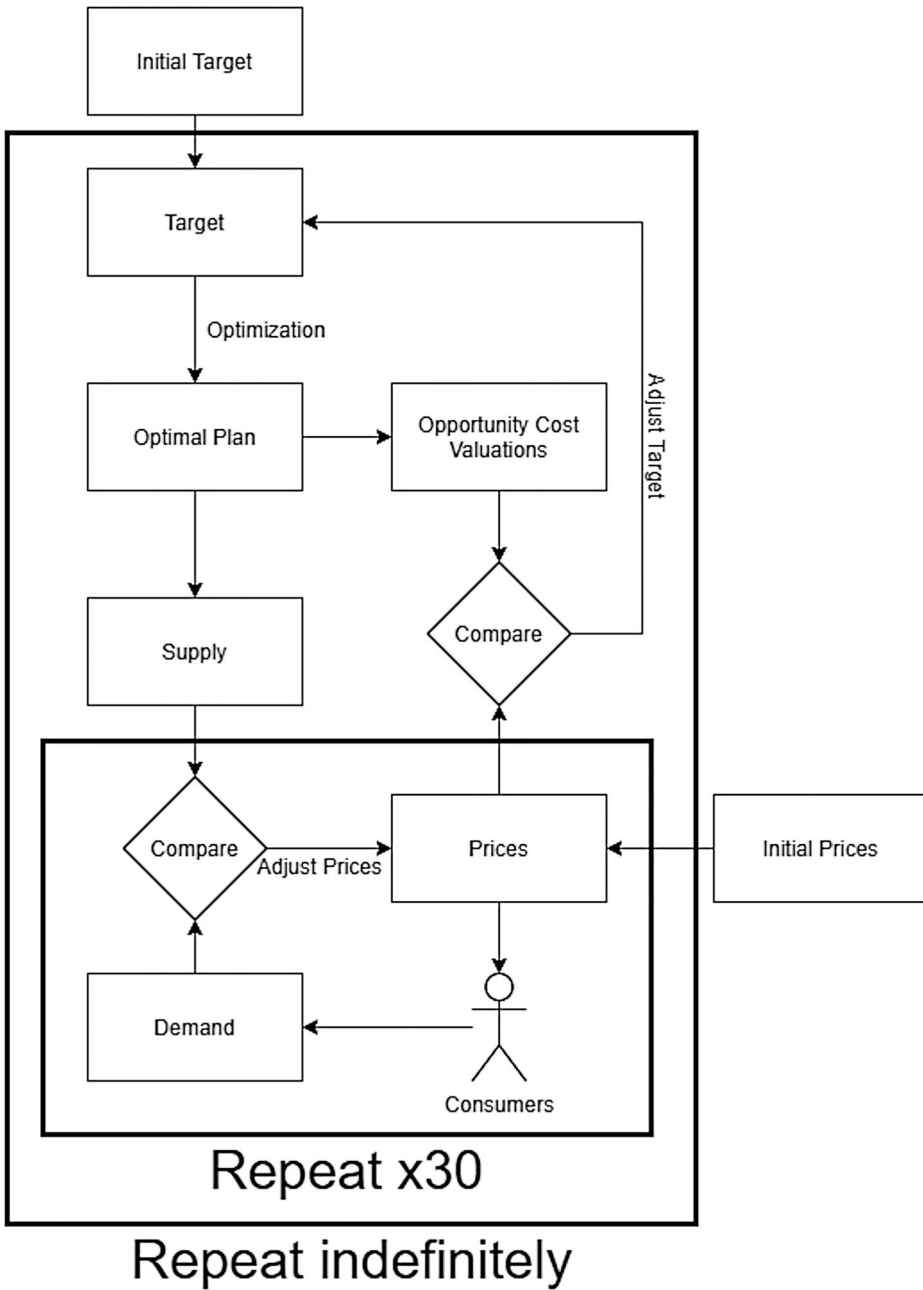 Initial Target
Target
Optimization
Optimal Plan
Opportunity Cost
Valuations
Adjust Target
Supply
Compare
Compare
Adjust Prices
Prices
Initial Prices
Demand
Consumers
Repeat x30
Repeat indefinitely